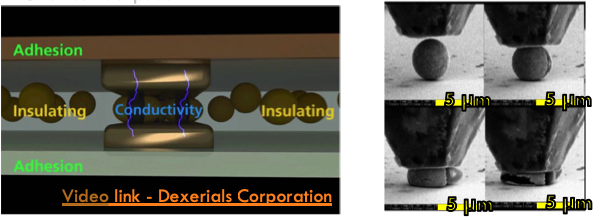 Adhesion
Insulating
Conductivity
Insulating
Adhesion
Video link - Dexerials Corporation
5 µm
5 µm
5 µm
5 µm